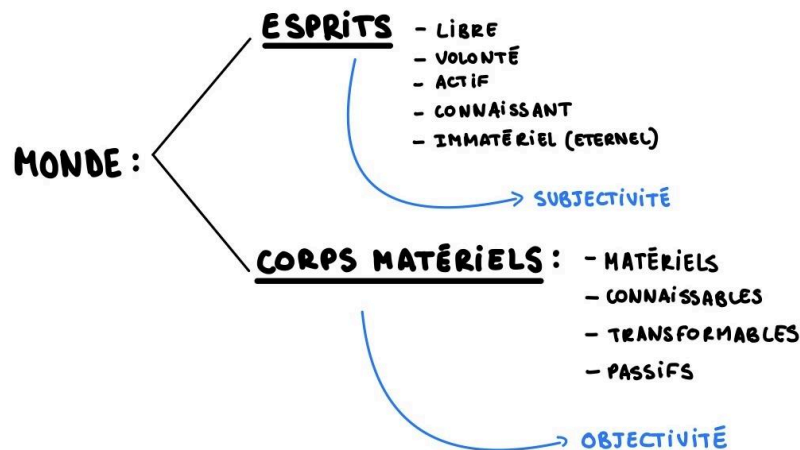 ESPRITS
- LIBRE
- VOLONTÉ
- ACTIF
- CONNAISSANT
- IMMATÉRIEL (ETERNEL)
MONDE :
SUBJECTIVITÉ
CORPS MATÉRIELS :
- MATÉRIELS
- CONNAISSABLES
- TRANSFORMABLES
- PASSIFS
OBJECTIVITÉ